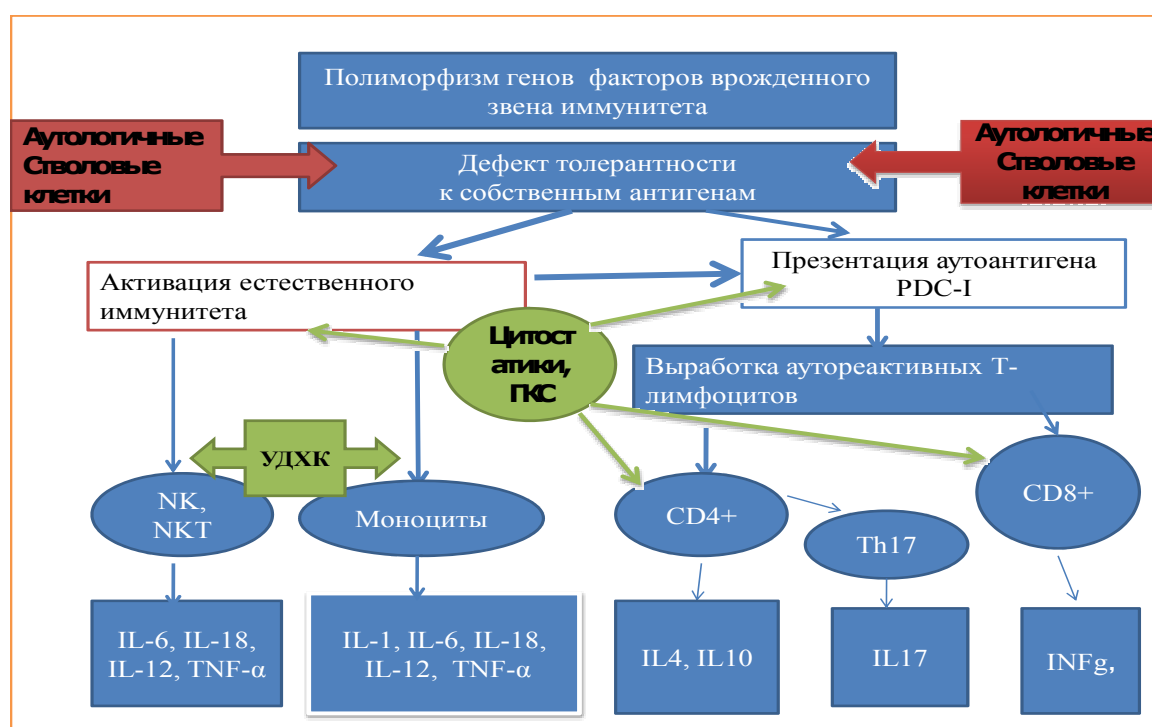 Полиморфизм генов факторов врожденного
звена иммунитета
Аутологичные
Стволовые
клетки
Дефект толерантности
к собственным антигенам
Аутологичные
Стволовые
клетки
Активация естественного
иммунитета
Презентация аутоантигена
PDC-I
Цитост
атики,
ГКС
Выработка аутореактивных Т-
лимфоцитов
УДХК
NK,
NKT
Моноциты
CD4+
Th17
CD8+
IL-6, IL-18,
IL-12, TNF-α
IL-1, IL-6, IL-18,
IL-12, TNF-α
IL4, IL10
IL17
INFg,